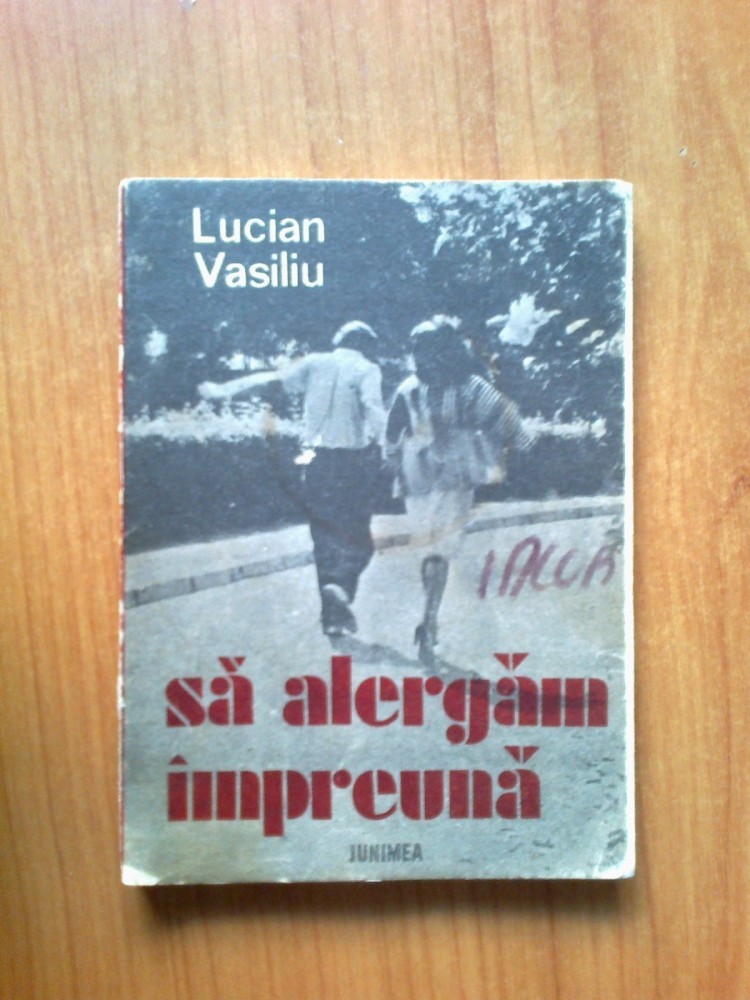 Lucian
Vasiliu
să alergăm
împreună
JUNIMEA